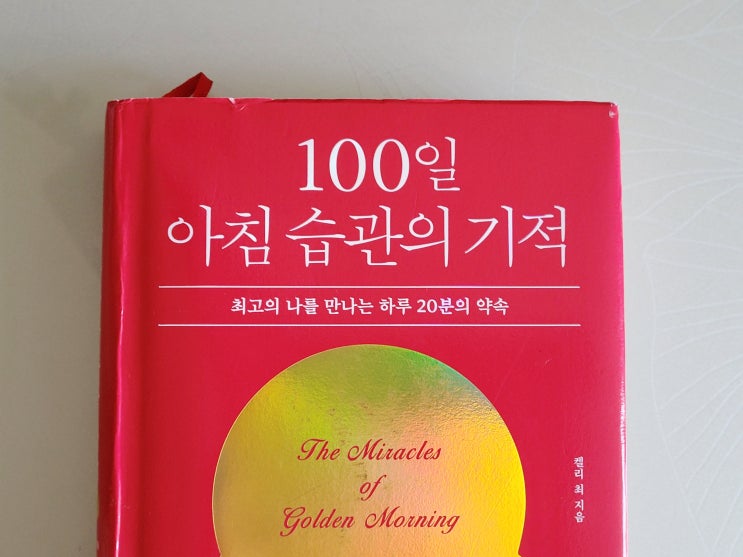 100일
아침 습관의 기적
최고의 나를 만나는 하루 20분의 약속
The Miracles
of
Golden Morning
켈리 최 지음